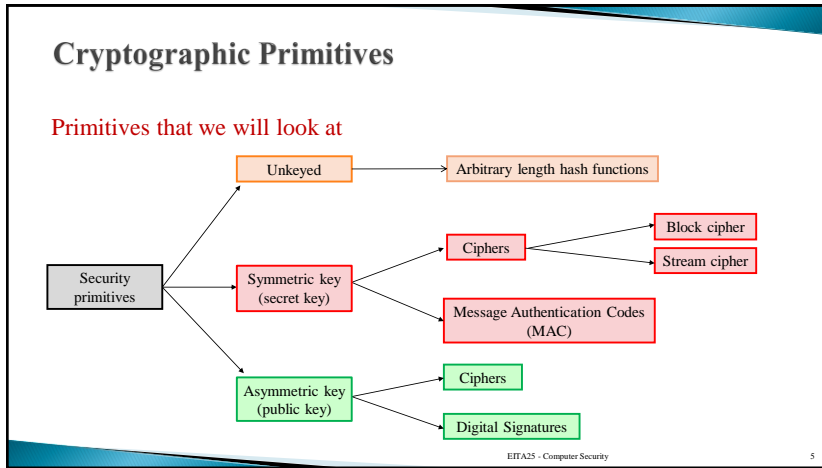 Cryptographic Primitives
Primitives that we will look at
Unkeyed
Arbitrary length hash functions
Security
primitives
Symmetric key
(secret key)
Ciphers
Block cipher
Stream cipher
Message Authentication Codes
(MAC)
Asymmetric key
(public key)
Ciphers
Digital Signatures
EITA25 - Computer Security
5